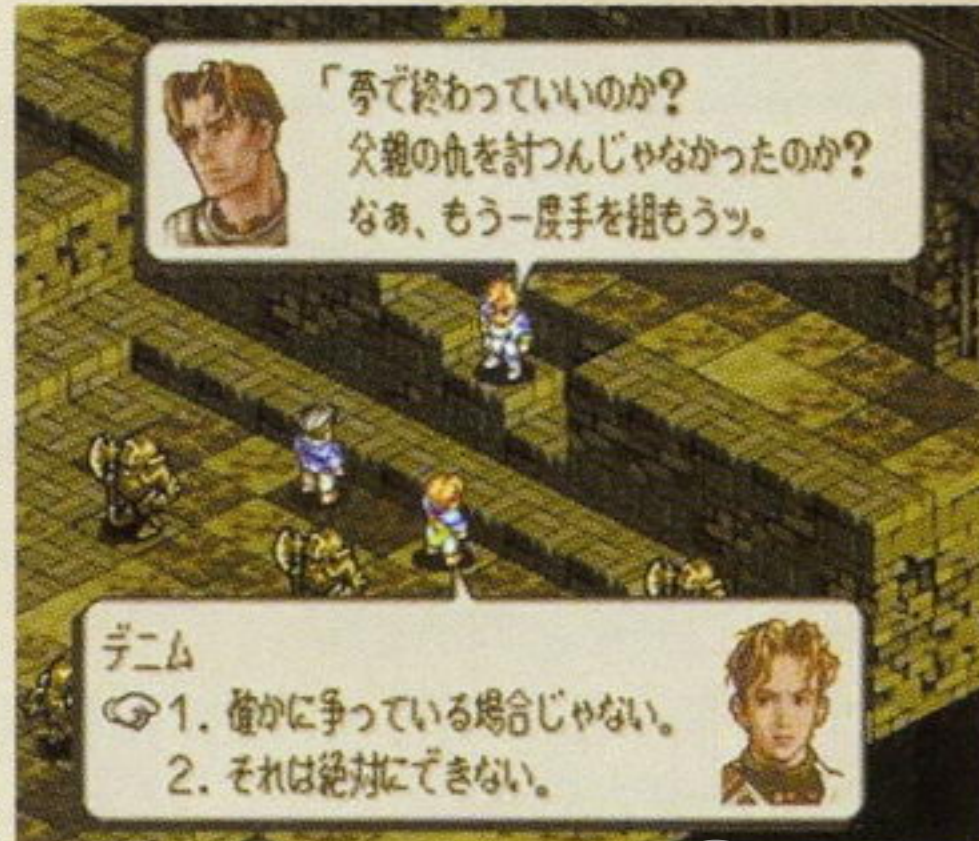 「夢で終わっていいのか？
父親の仇を討つんじゃなかったのか？
なぁ、もう一度手を組もうッ。
デニム
1. 確かに争っている場合じゃない。
2. それは絶対にできない。